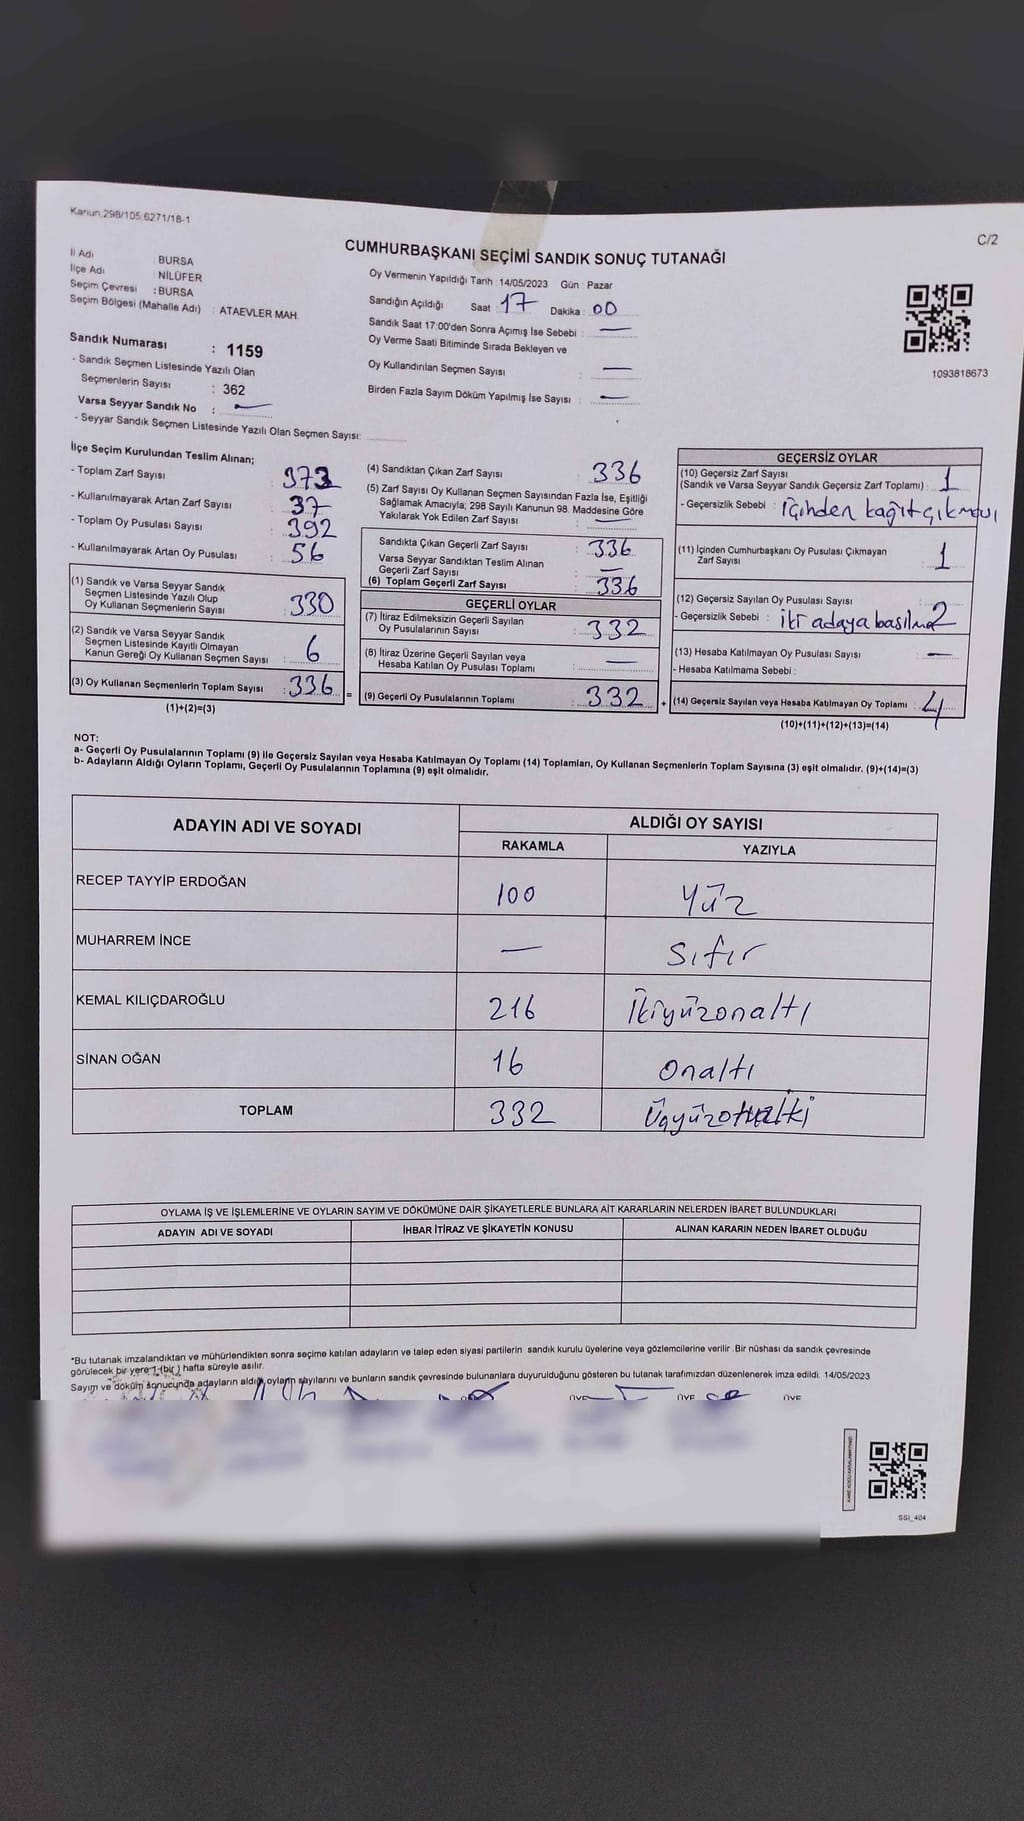 Kanun.298/105.6271/18-1
C/2
CUMHURBAŞKANI SEÇİMİ SANDIK SONUÇ TUTANAĞI
İl Adı : BURSA
İlçe Adı : NİLÜFER
Seçim Çevresi : BURSA
Seçim Bölgesi (Mahalle Adı) : ATAEVLER MAH.
Sandık Numarası : 1159
- Sandık Seçmen Listesinde Yazılı Olan
Seçmenlerin Sayısı : 362
Varsa Seyyar Sandık No : —
- Seyyar Sandık Seçmen Listesinde Yazılı Olan Seçmen Sayısı:
Oy Vermenin Yapıldığı Tarih : 14/05/2023 Gün : Pazar
Sandığın Açıldığı Saat 17 Dakika : 00
Sandık Saat 17:00'den Sonra Açımış İse Sebebi : —
Oy Verme Saati Bitiminde Sırada Bekleyen ve
Oy Kullandırılan Seçmen Sayısı : —
Birden Fazla Sayım Döküm Yapılmış İse Sayısı : —
1093818673
İlçe Seçim Kurulundan Teslim Alınan;
- Toplam Zarf Sayısı : 373
- Kullanılmayarak Artan Zarf Sayısı : 37
- Toplam Oy Pusulası Sayısı : 392
- Kullanılmayarak Artan Oy Pusulası : 56
(1) Sandık ve Varsa Seyyar Sandık
Seçmen Listesinde Yazılı Olup
Oy Kullanan Seçmenlerin Sayısı : 330
(2) Sandık ve Varsa Seyyar Sandık
Seçmen Listesinde Kayıtlı Olmayan
Kanun Gereği Oy Kullanan Seçmen Sayısı : 6
(3) Oy Kullanan Seçmenlerin Toplam Sayısı : 336 =
(1)+(2)=(3)
(4) Sandıktan Çıkan Zarf Sayısı : 336
(5) Zarf Sayısı Oy Kullanan Seçmen Sayısından Fazla İse, Eşitliği
Sağlamak Amacıyla; 298 Sayılı Kanunun 98. Maddesine Göre
Yakılarak Yok Edilen Zarf Sayısı : —
Sandıkta Çıkan Geçerli Zarf Sayısı : 336
Varsa Seyyar Sandıktan Teslim Alınan
Geçerli Zarf Sayısı : —
(6) Toplam Geçerli Zarf Sayısı : 336
GEÇERLİ OYLAR
(7) İtiraz Edilmeksizin Geçerli Sayılan
Oy Pusulalarının Sayısı : 332
(8) İtiraz Üzerine Geçerli Sayılan veya
Hesaba Katılan Oy Pusulası Toplamı : —
(9) Geçerli Oy Pusulalarının Toplamı : 332 +
GEÇERSİZ OYLAR
(10) Geçersiz Zarf Sayısı
(Sandık ve Varsa Seyyar Sandık Geçersiz Zarf Toplamı) : 1
- Geçersizlik Sebebi : içinden kağıt çıkmayı
(11) İçinden Cumhurbaşkanı Oy Pusulası Çıkmayan
Zarf Sayısı : 1
(12) Geçersiz Sayılan Oy Pusulası Sayısı
- Geçersizlik Sebebi : iki adaya basılma 2
(13) Hesaba Katılmayan Oy Pusulası Sayısı : —
- Hesaba Katılmama Sebebi :
(14) Geçersiz Sayılan veya Hesaba Katılmayan Oy Toplamı : 4
(10)+(11)+(12)+(13)=(14)
NOT:
a- Geçerli Oy Pusulalarının Toplamı (9) ile Geçersiz Sayılan veya Hesaba Katılmayan Oy Toplamı (14) Toplamları, Oy Kullanan Seçmenlerin Toplam Sayısına (3) eşit olmalıdır. (9)+(14)=(3)
b- Adayların Aldığı Oyların Toplamı, Geçerli Oy Pusulalarının Toplamına (9) eşit olmalıdır.
ADAYIN ADI VE SOYADI ALDIĞI OY SAYISI
RAKAMLA YAZIYLA
RECEP TAYYİP ERDOĞAN 100 Yüz
MUHARREM İNCE — Sıfır
KEMAL KILIÇDAROĞLU 216 İkiyüzonaltı
SİNAN OĞAN 16 Onaltı
TOPLAM 332
OYLAMA İŞ VE İŞLEMLERİNE VE OYLARIN SAYIM VE DÖKÜMÜNE DAİR ŞİKAYETLERLE BUNLARA AİT KARARLARIN NELERDEN İBARET BULUNDUKLARI
ADAYIN ADI VE SOYADI İHBAR İTİRAZ VE ŞİKAYETİN KONUSU ALINAN KARARIN NEDEN İBARET OLDUĞU
*Bu tutanak imzalandıktan ve mühürlendikten sonra seçime katılan adayların ve talep eden siyasi partilerin sandık kurulu üyelerine veya gözlemcilerine verilir .Bir nüshası da sandık çevresinde
görülecek bir yere 1 (bir ) hafta süreyle asılır.
Sayım ve döküm sonucunda adayların aldığı oyların sayılarını ve bunların sandık çevresinde bulunanlara duyurulduğunu gösteren bu tutanak tarafımızdan düzenlenerek imza edildi. 14/05/2023
ÜYE ÜYE ÜYE
SSI_404